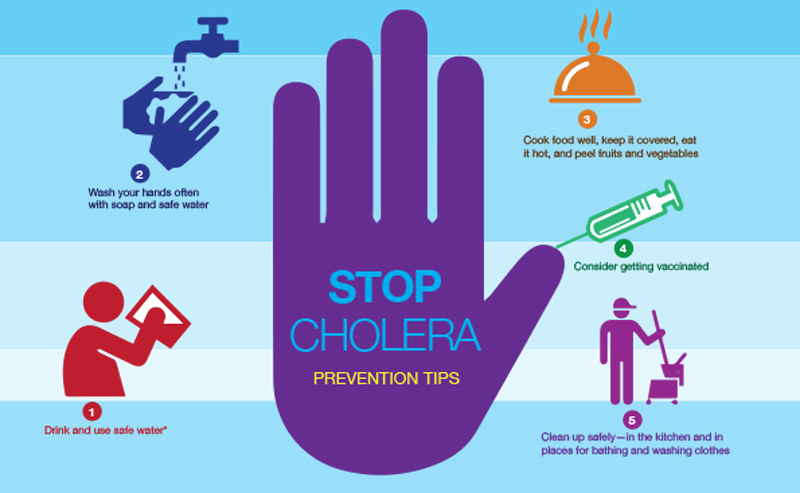 STOP
CHOLERA
PREVENTION TIPS
1
Drink and use safe water*
2
Wash your hands often
with soap and safe water
3
Cook food well, keep it covered, eat
it hot, and peel fruits and vegetables
4
Consider getting vaccinated
5
Clean up safely—in the kitchen and in
places for bathing and washing clothes